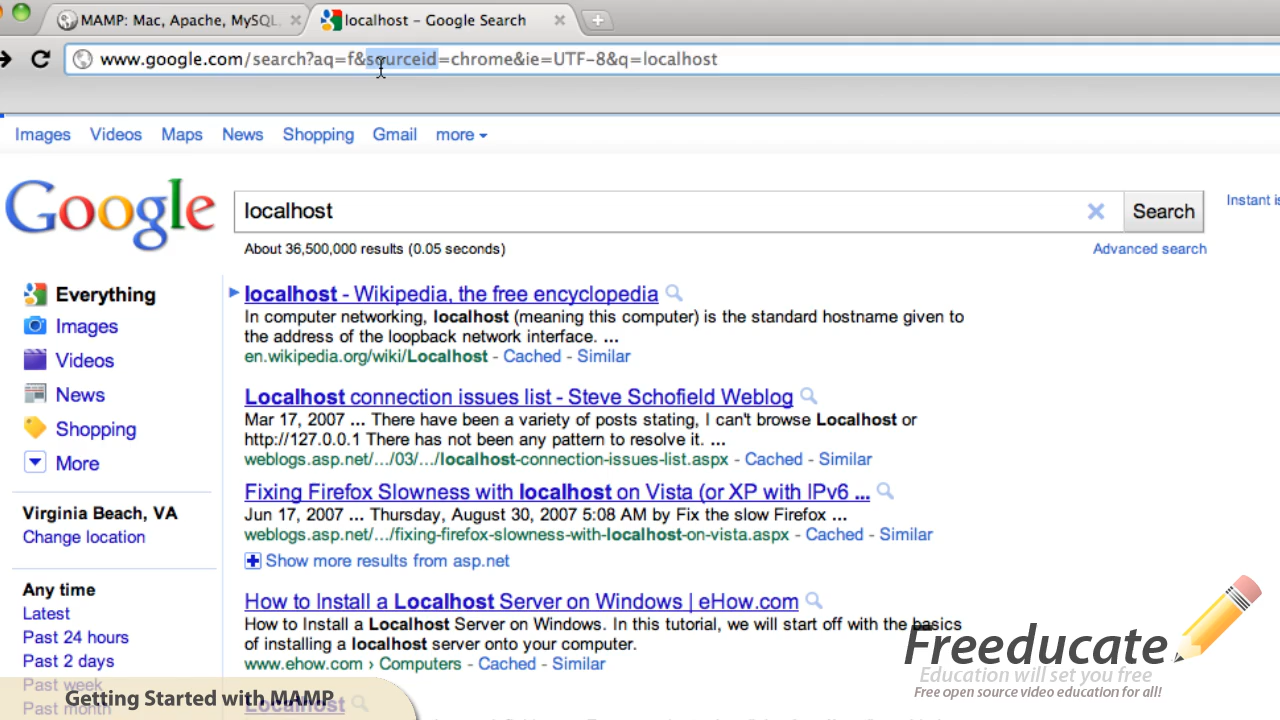 MAMP: Mac, Apache, MySQL,
localhost – Google Search
www.google.com/search?aq=f&sourceid=chrome&ie=UTF-8&q=localhost
Images Videos Maps News Shopping Gmail more
Google
localhost
Search
Instant is
About 36,500,000 results (0.05 seconds)
Advanced search
Everything
Images
Videos
News
Shopping
More
Virginia Beach, VA
Change location
Any time
Latest
Past 24 hours
Past 2 days
Past week
Past month
localhost - Wikipedia, the free encyclopedia
In computer networking, localhost (meaning this computer) is the standard hostname given to
the address of the loopback network interface. ...
en.wikipedia.org/wiki/Localhost - Cached - Similar
Localhost connection issues list - Steve Schofield Weblog
Mar 17, 2007 ... There have been a variety of posts stating, I can't browse Localhost or
http://127.0.0.1 There has not been any pattern to resolve it. ...
weblogs.asp.net/.../03/.../localhost-connection-issues-list.aspx - Cached - Similar
Fixing Firefox Slowness with localhost on Vista (or XP with IPv6 ...
Jun 17, 2007 ... Thursday, August 30, 2007 5:08 AM by Fix the slow Firefox ...
weblogs.asp.net/.../fixing-firefox-slowness-with-localhost-on-vista.aspx - Cached - Similar
Show more results from asp.net
How to Install a Localhost Server on Windows | eHow.com
How to Install a Localhost Server on Windows. In this tutorial, we will start off with the basics
of installing a localhost server onto your computer.
www.ehow.com › Computers - Cached - Similar
Localhost
Freeducate
Education will set you free
Free open source video education for all!
Getting Started with MAMP